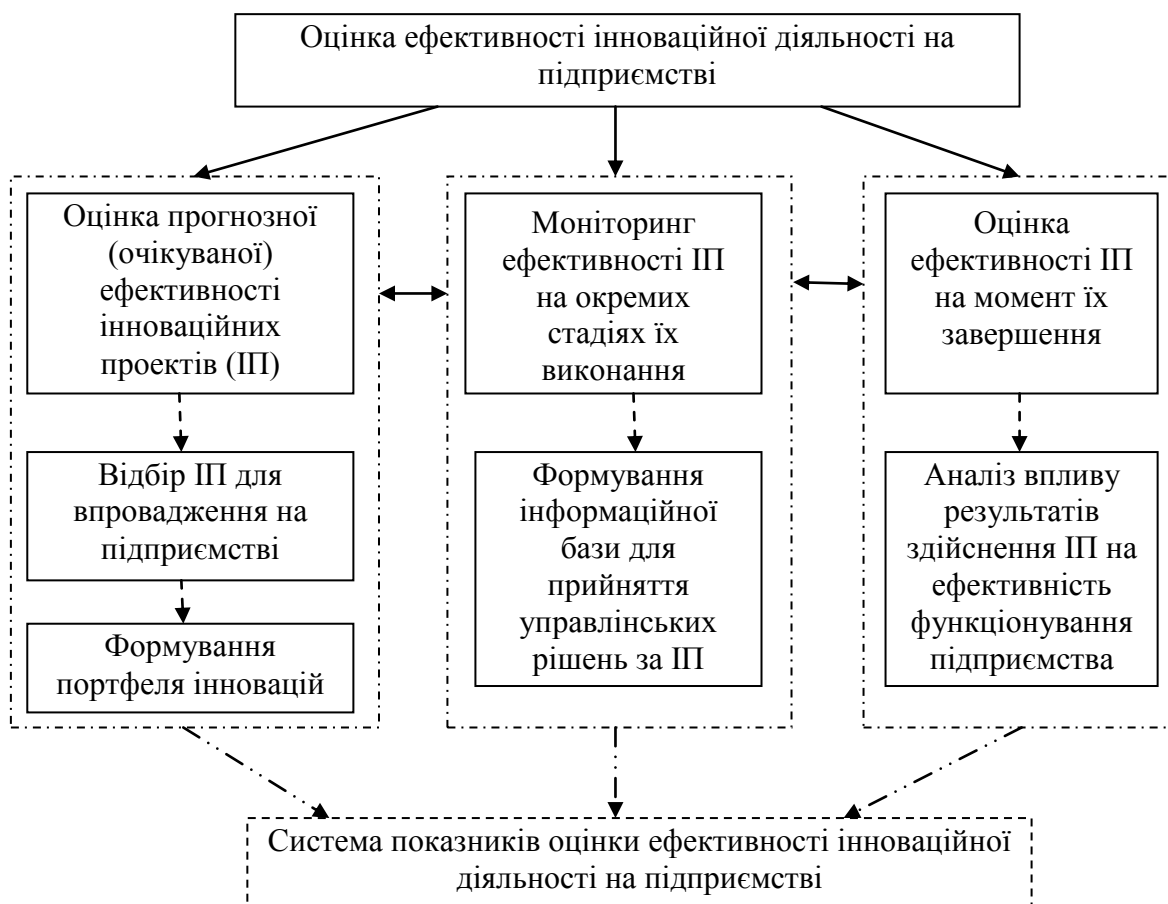 Оцінка ефективності інноваційної діяльності на
підприємстві
Оцінка прогнозної
(очікуваної)
ефективності
інноваційних
проектів (ІП)
Відбір ІП для
впровадження на
підприємстві
Формування
портфеля інновацій
Моніторинг
ефективності ІП
на окремих
стадіях їх
виконання
Формування
інформаційної
бази для
прийняття
управлінських
рішень за ІП
Оцінка
ефективності ІП
на момент їх
завершення
Аналіз впливу
результатів
здійснення ІП на
ефективність
функціонування
підприємства
Система показників оцінки ефективності інноваційної
діяльності на підприємстві